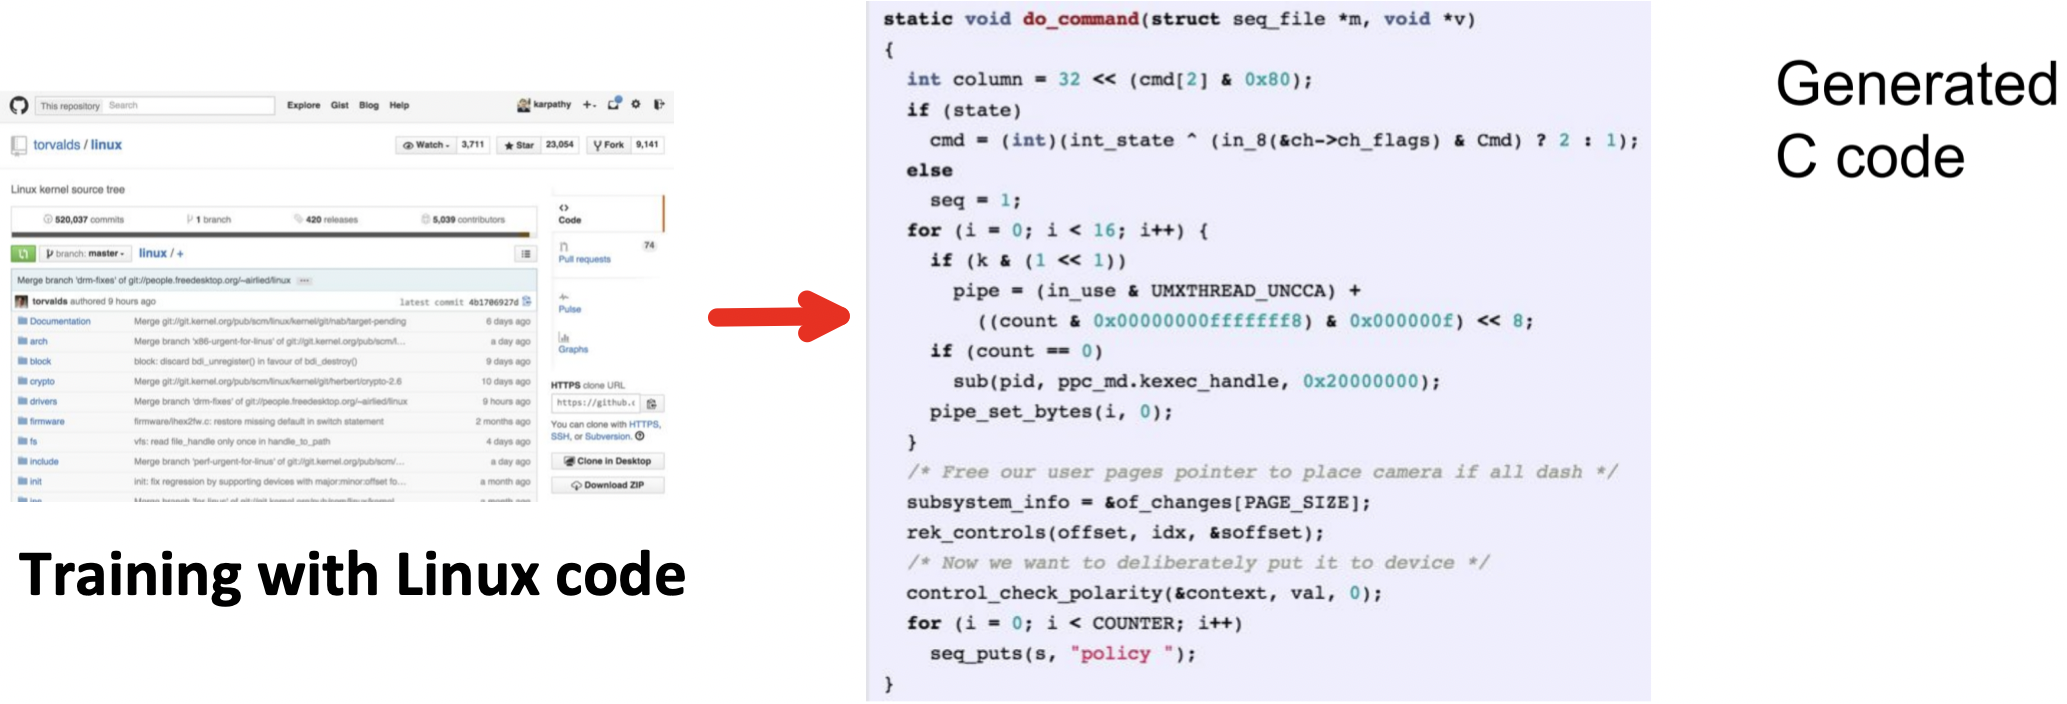 This repository Search Explore Gist Blog Help karpathy
torvalds / linux Watch 3,711 Star 23,054 Fork 9,141
Linux kernel source tree
520,037 commits 1 branch 420 releases 5,039 contributors
branch: master linux / +
Merge branch 'drm-fixes' of git://people.freedesktop.org/~airlied/linux
torvalds authored 9 hours ago latest commit 4b1706927d
Documentation Merge git://git.kernel.org/pub/scm/linux/kernel/git/nab/target-pending 6 days ago
arch Merge branch 'x86-urgent-for-linus' of git://git.kernel.org/pub/scm/l... a day ago
block block: discard bdi_unregister() in favour of bdi_destroy() 9 days ago
crypto Merge git://git.kernel.org/pub/scm/linux/kernel/git/herbert/crypto-2.6 10 days ago
drivers Merge branch 'drm-fixes' of git://people.freedesktop.org/~airlied/linux 9 hours ago
firmware firmware/ihex2fw.c: restore missing default in switch statement 2 months ago
fs vfs: read file_handle only once in handle_to_path 4 days ago
include Merge branch 'perf-urgent-for-linus' of git://git.kernel.org/pub/scm/... a day ago
init init: fix regression by supporting devices with major:minor:offset fo... a month ago
Code
74
Pull requests
Pulse
Graphs
HTTPS clone URL
https://github.c
You can clone with HTTPS,
SSH, or Subversion.
Clone in Desktop
Download ZIP
Training with Linux code
static void do_command(struct seq_file *m, void *v)
{
int column = 32 << (cmd[2] & 0x80);
if (state)
cmd = (int)(int_state ^ (in_8(&ch->ch_flags) & Cmd) ? 2 : 1);
else
seq = 1;
for (i = 0; i < 16; i++) {
if (k & (1 << 1))
pipe = (in_use & UMXTHREAD_UNCCA) +
((count & 0x00000000fffffff8) & 0x000000f) << 8;
if (count == 0)
sub(pid, ppc_md.kexec_handle, 0x20000000);
pipe_set_bytes(i, 0);
}
/* Free our user pages pointer to place camera if all dash */
subsystem_info = &of_changes[PAGE_SIZE];
rek_controls(offset, idx, &soffset);
/* Now we want to deliberately put it to device */
control_check_polarity(&context, val, 0);
for (i = 0; i < COUNTER; i++)
seq_puts(s, "policy ");
}
Generated
C code